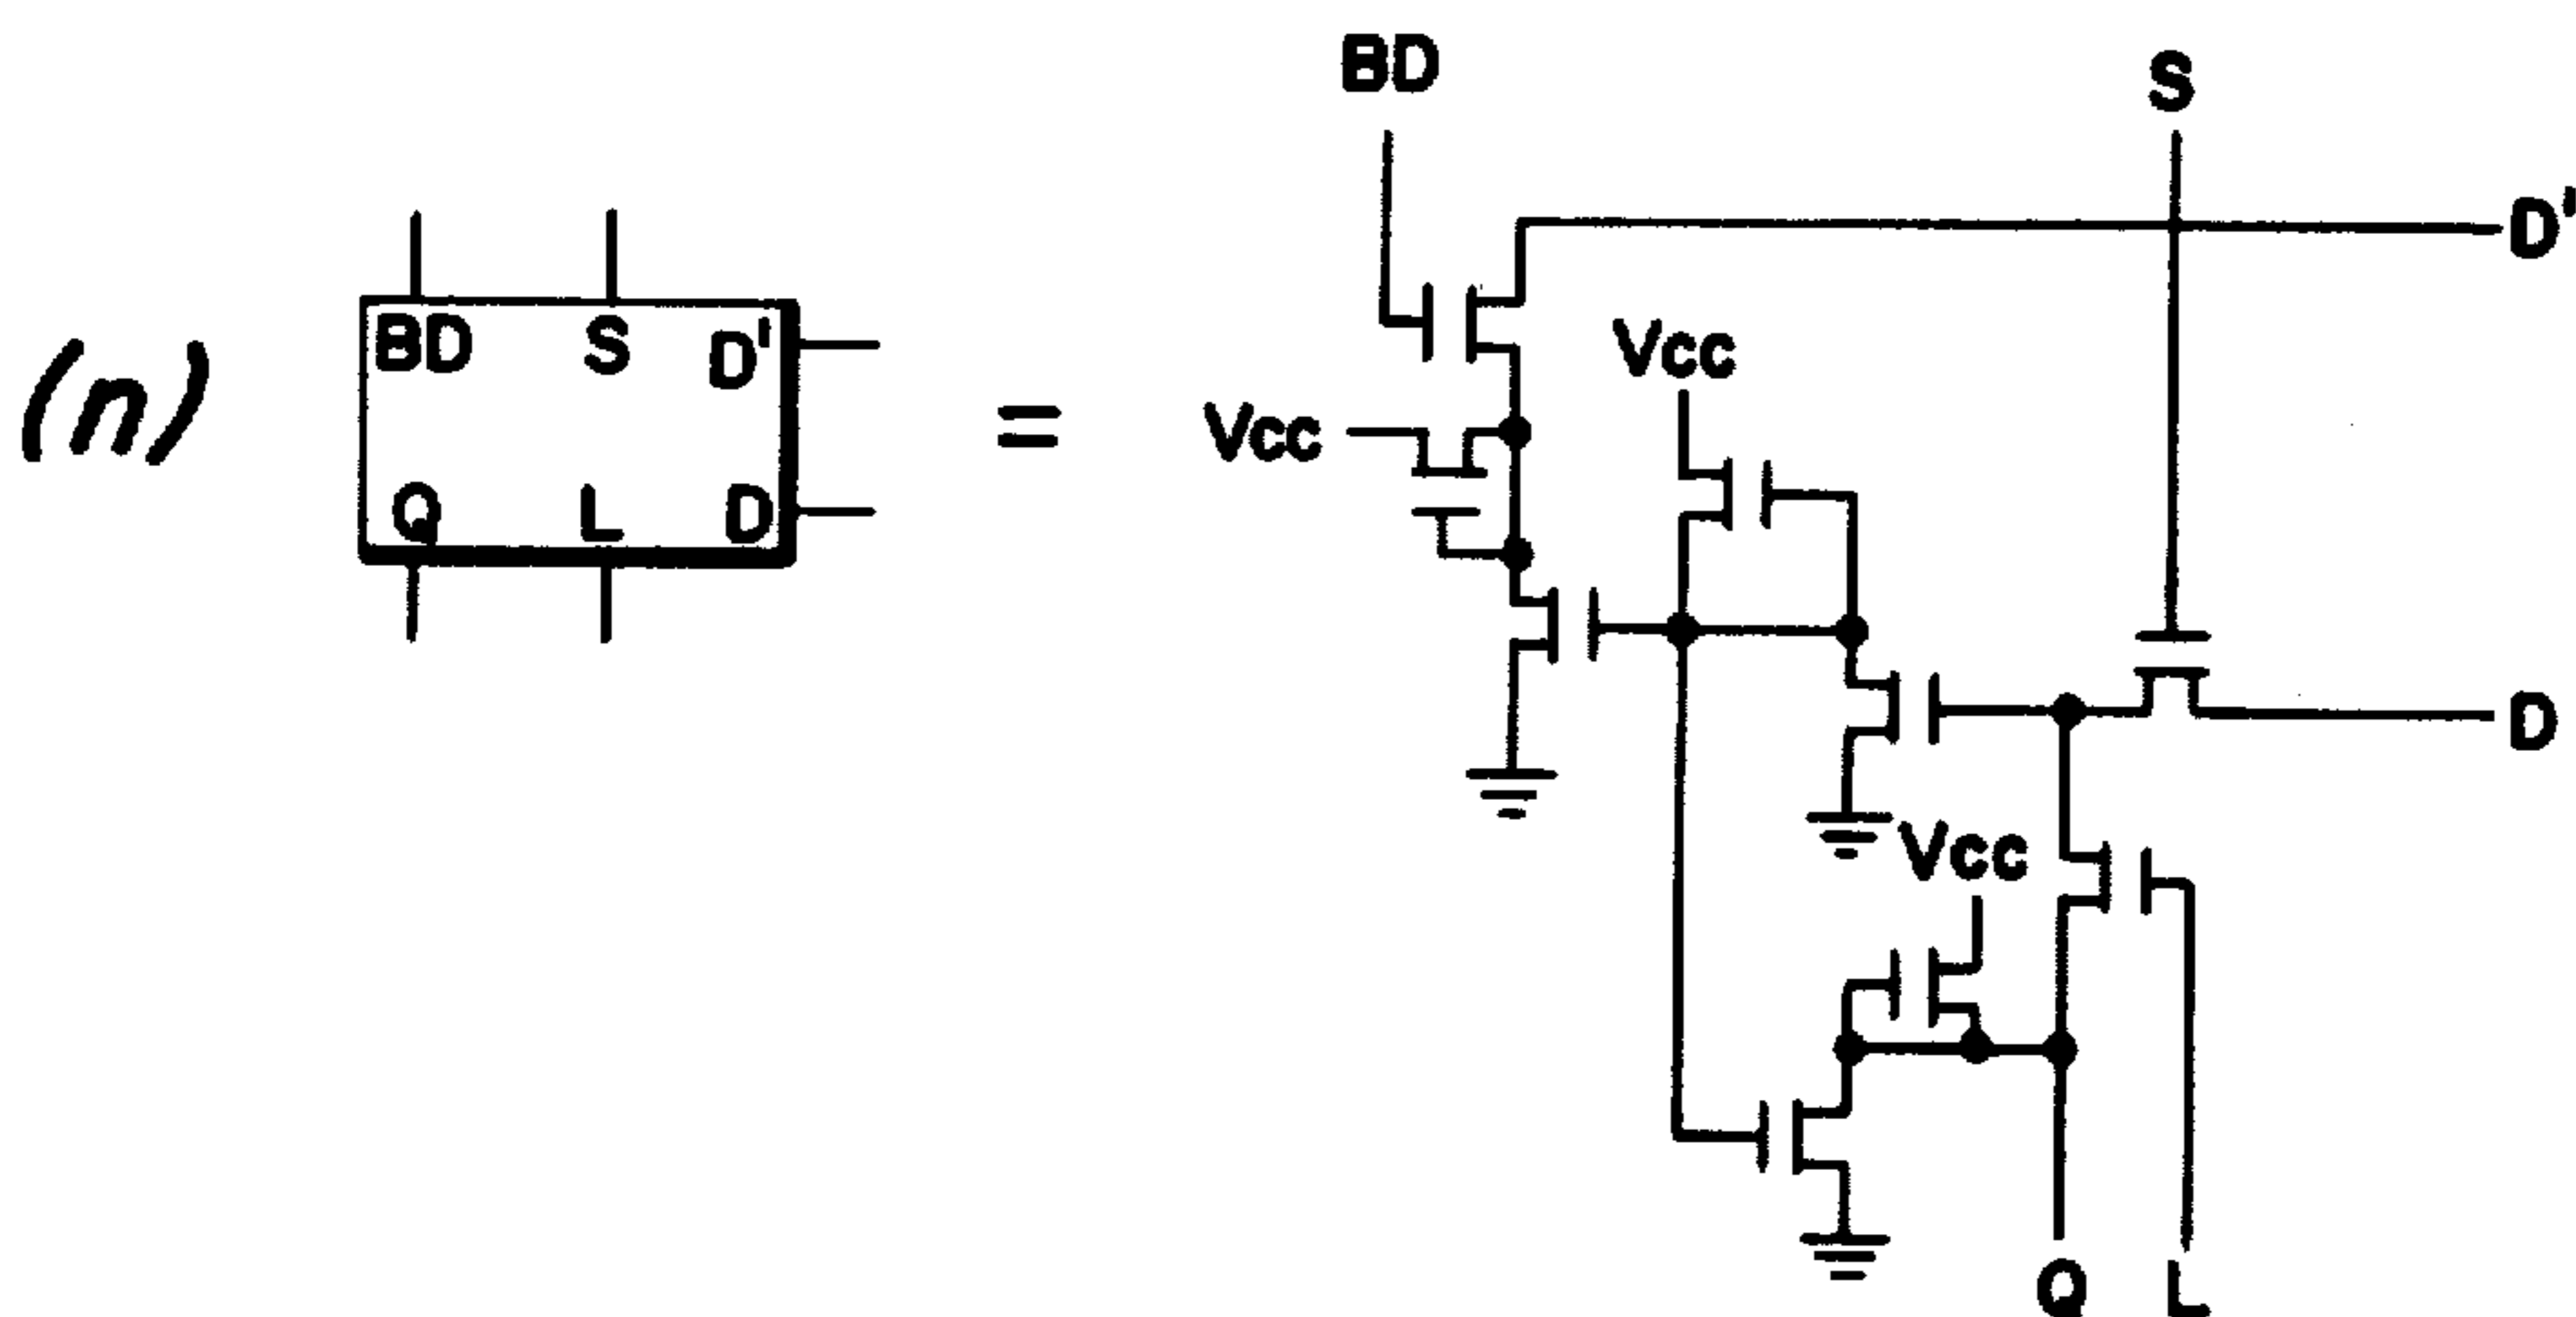 BD S
D'
Vcc
Vcc
(n) BD S D' =
Q L D
D
Vcc
Q L